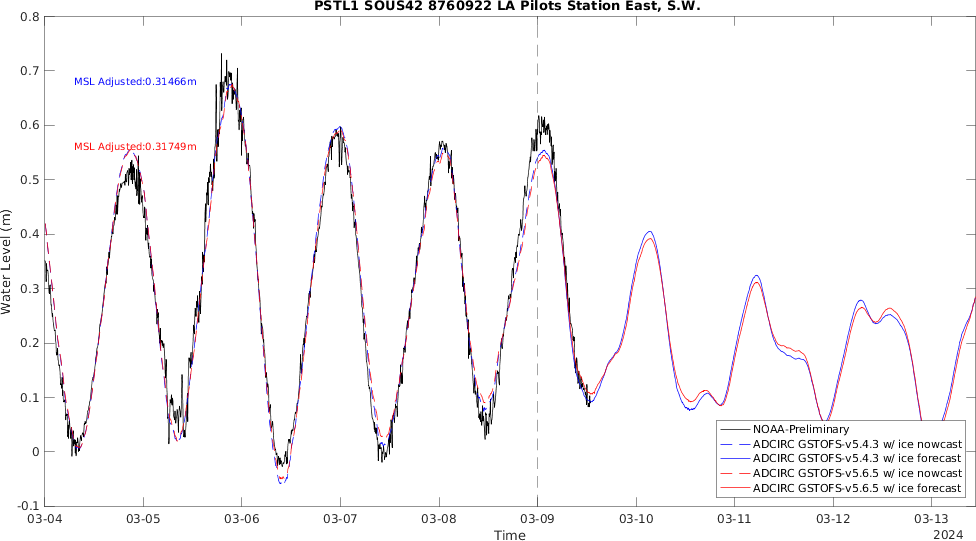 PSTL1 SOUS42 8760922 LA Pilots Station East, S.W.
0.8
0.7
0.6
0.5
0.4
0.3
0.2
0.1
0
-0.1
Water Level (m)
MSL Adjusted:0.31466m
MSL Adjusted:0.31749m
NOAA-Preliminary
ADCIRC GSTOFS-v5.4.3 w/ ice nowcast
ADCIRC GSTOFS-v5.4.3 w/ ice forecast
ADCIRC GSTOFS-v5.6.5 w/ ice nowcast
ADCIRC GSTOFS-v5.6.5 w/ ice forecast
03-04 03-05 03-06 03-07 03-08 03-09 03-10 03-11 03-12 03-13
Time
2024